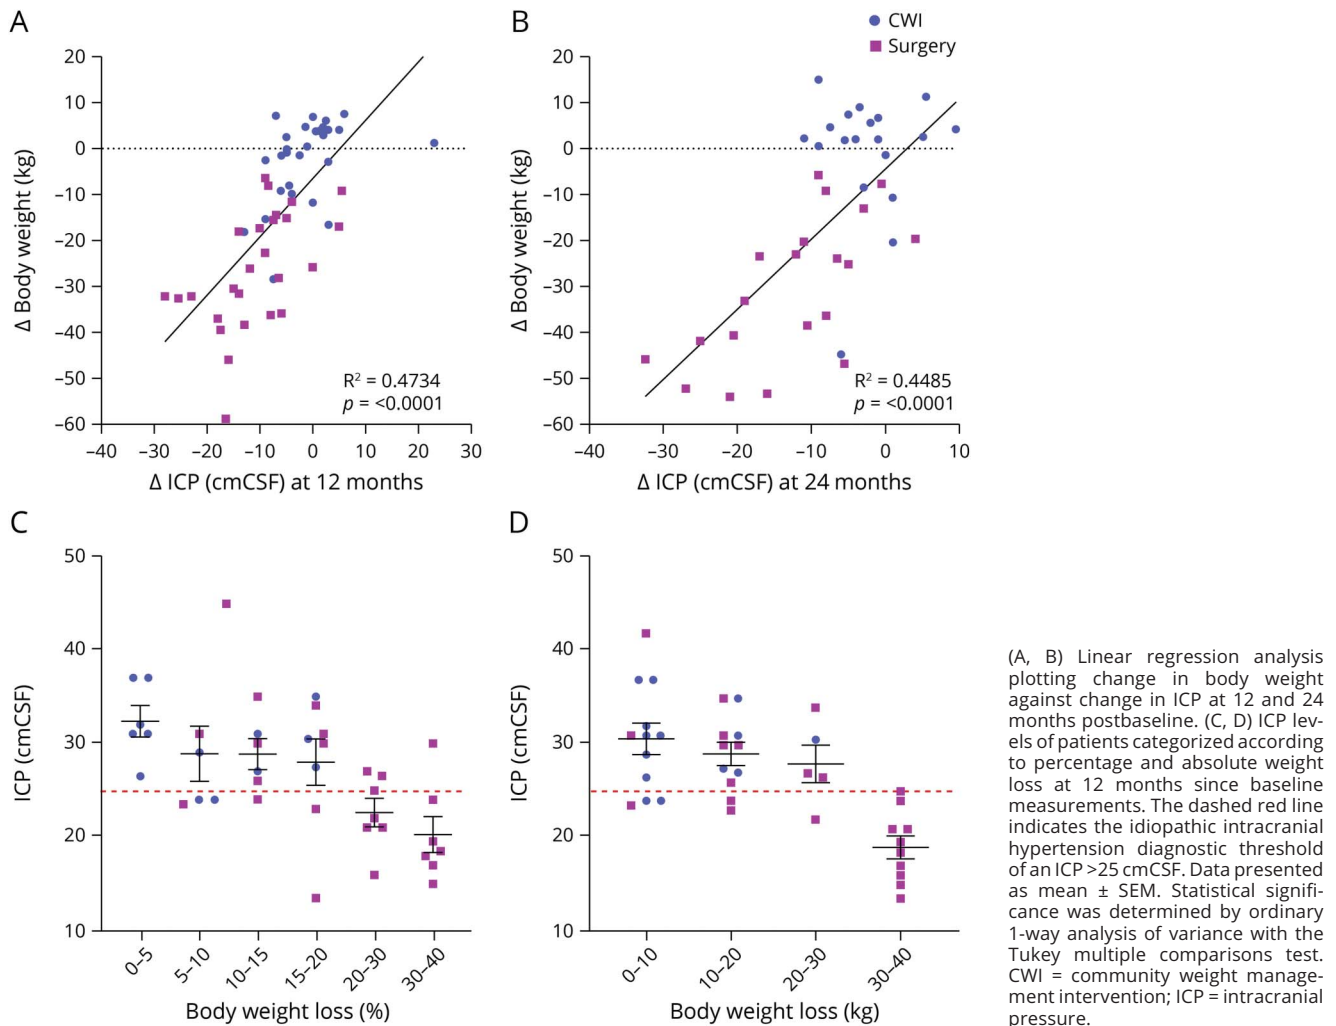 A
20
10
0
−10
−20
−30
−40
−50
−60
Δ Body weight (kg)
R² = 0.4734
p = <0.0001
−40 −30 −20 −10 0 10 20 30
Δ ICP (cmCSF) at 12 months
B
CWI
Surgery
20
10
0
−10
−20
−30
−40
−50
−60
Δ Body weight (kg)
R² = 0.4485
p = <0.0001
−40 −30 −20 −10 0 10
Δ ICP (cmCSF) at 24 months
C
50
40
30
20
10
ICP (cmCSF)
0–5 5–10 10–15 15–20 20–30 30–40
Body weight loss (%)
D
50
40
30
20
10
ICP (cmCSF)
0–10 10–20 20–30 30–40
Body weight loss (kg)
(A, B) Linear regression analysis
plotting change in body weight
against change in ICP at 12 and 24
months postbaseline. (C, D) ICP lev-
els of patients categorized according
to percentage and absolute weight
loss at 12 months since baseline
measurements. The dashed red line
indicates the idiopathic intracranial
hypertension diagnostic threshold
of an ICP >25 cmCSF. Data presented
as mean ± SEM. Statistical signifi-
cance was determined by ordinary
1-way analysis of variance with the
Tukey multiple comparisons test.
CWI = community weight manage-
ment intervention; ICP = intracranial
pressure.